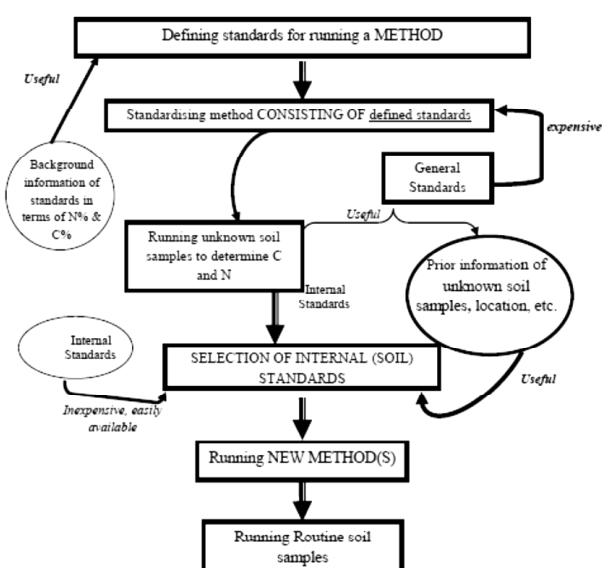 Defining standards for running a METHOD
Useful
Standardising method CONSISTING OF defined standards
expensive
Background
information of
standards in
terms of N% &
C%
General
Standards
Useful
Running unknown soil
samples to determine C
and N
Prior information of
unknown soil
samples, location, etc.
Internal
Standards
Internal
Standards
SELECTION OF INTERNAL (SOIL)
STANDARDS
Useful
Inexpensive, easily
available
Running NEW METHOD(S)
Running Routine soil
samples